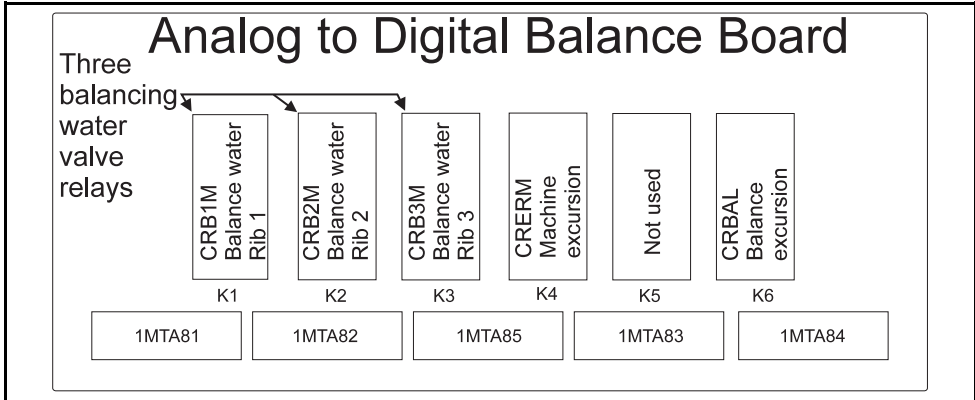 Analog to Digital Balance Board
Three
balancing
water
valve
relays
CRB1M
Balance water
Rib 1
CRB2M
Balance water
Rib 2
CRB3M
Balance water
Rib 3
CRERM
Machine
excursion
Not used
CRBAL
Balance
excursion
K1 K2 K3 K4 K5 K6
1MTA81 1MTA82 1MTA85 1MTA83 1MTA84